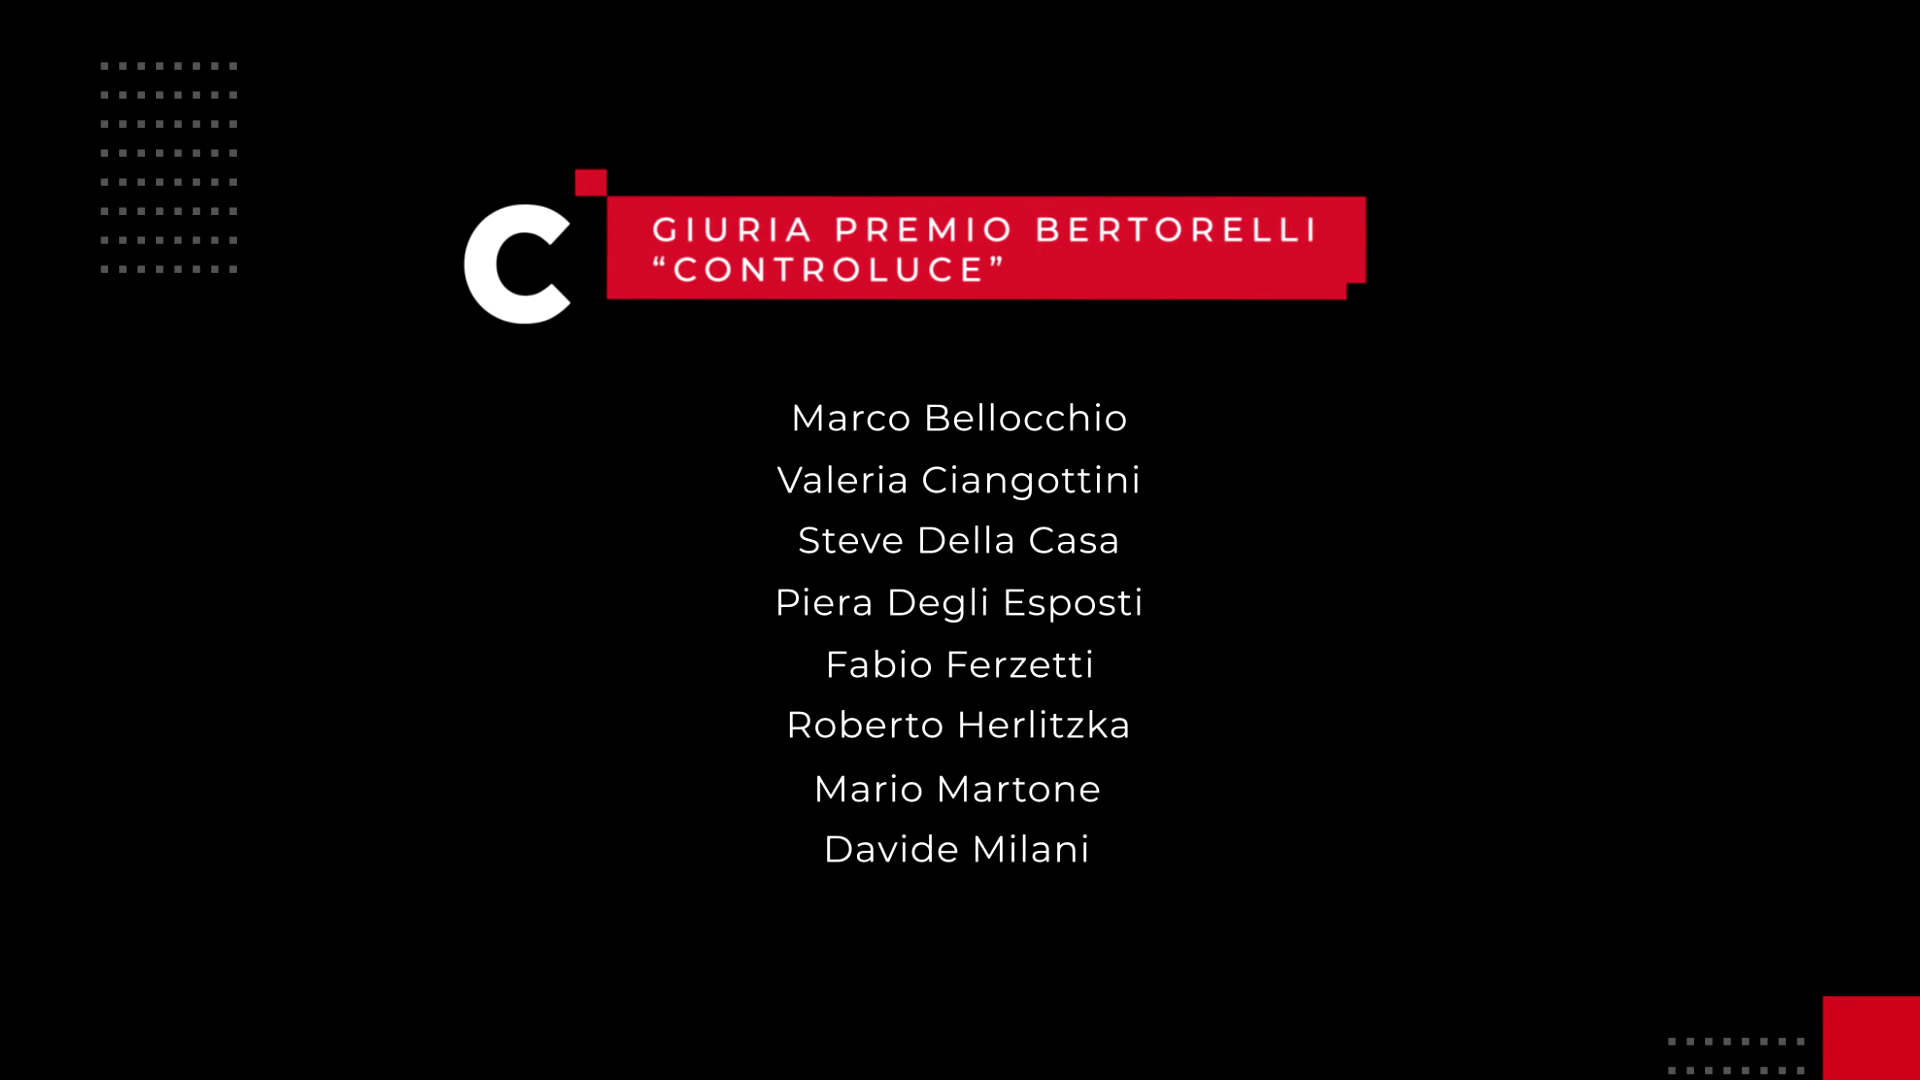 C
GIURIA PREMIO BERTORELLI
“CONTROLUCE”
Marco Bellocchio
Valeria Ciangottini
Steve Della Casa
Piera Degli Esposti
Fabio Ferzetti
Roberto Herlitzka
Mario Martone
Davide Milani